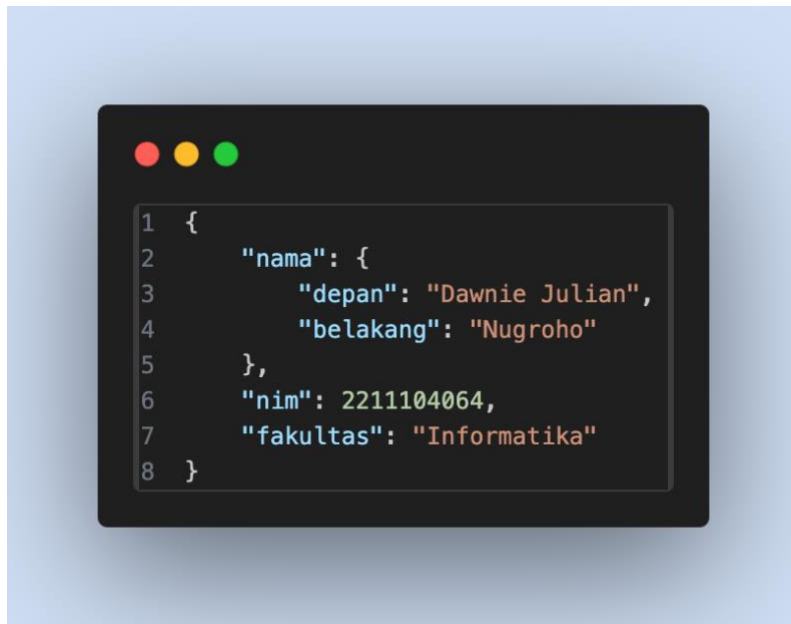 1 {
2     "nama": {
3         "depan": "Dawnie Julian",
4         "belakang": "Nugroho"
5     },
6     "nim": 2211104064,
7     "fakultas": "Informatika"
8 }